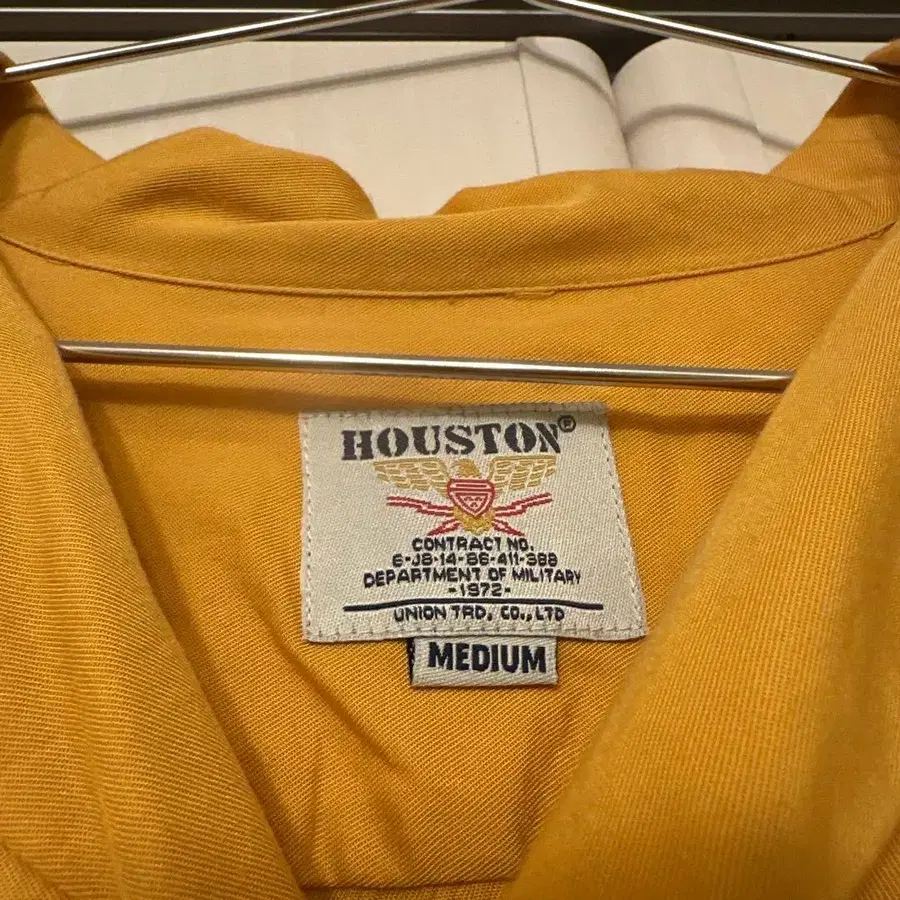 HOUSTON®
CONTRACT NO.
6-JB-14-86-411-388
DEPARTMENT OF MILITARY
-1972-
UNION TRD. CO.,LTD
MEDIUM